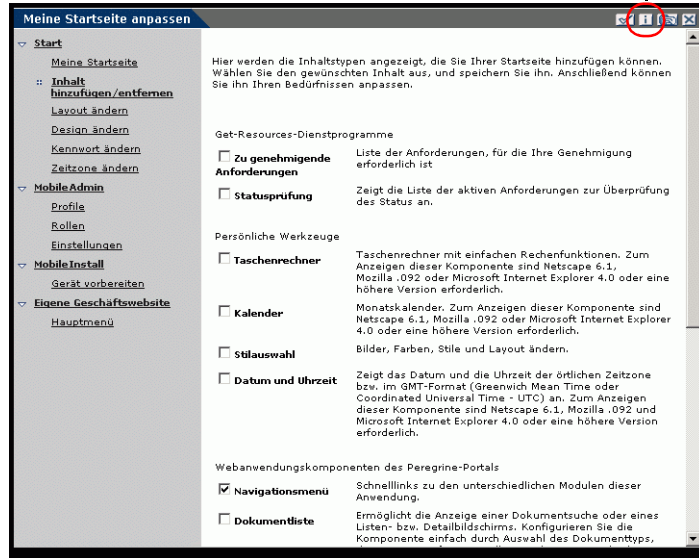 Meine Startseite anpassen
i
Start
Meine Startseite
Inhalt
hinzufügen/entfernen
Layout ändern
Design ändern
Kennwort ändern
Zeitzone ändern
MobileAdmin
Profile
Rollen
Einstellungen
MobileInstall
Gerät vorbereiten
Eigene Geschäftswebsite
Hauptmenü
Hier werden die Inhaltstypen angezeigt, die Sie Ihrer Startseite hinzufügen können.
Wählen Sie den gewünschten Inhalt aus, und speichern Sie ihn. Anschließend können
Sie ihn Ihren Bedürfnissen anpassen.
Get-Resources-Dienstprogramme
Zu genehmigende
Anforderungen
Liste der Anforderungen, für die Ihre Genehmigung
erforderlich ist
Statusprüfung
Zeigt die Liste der aktiven Anforderungen zur Überprüfung
des Status an.
Persönliche Werkzeuge
Taschenrechner
Taschenrechner mit einfachen Rechenfunktionen. Zum
Anzeigen dieser Komponente sind Netscape 6.1,
Mozilla .092 oder Microsoft Internet Explorer 4.0 oder eine
höhere Version erforderlich.
Kalender
Monatskalender. Zum Anzeigen dieser Komponente sind
Netscape 6.1, Mozilla .092 oder Microsoft Internet Explorer
4.0 oder eine höhere Version erforderlich.
Stilauswahl
Bilder, Farben, Stile und Layout ändern.
Datum und Uhrzeit
Zeigt das Datum und die Uhrzeit der örtlichen Zeitzone
bzw. im GMT-Format (Greenwich Mean Time oder
Coordinated Universal Time - UTC) an. Zum Anzeigen
dieser Komponente sind Netscape 6.1, Mozilla .092 und
Microsoft Internet Explorer 4.0 oder eine höhere Version
erforderlich.
Webanwendungskomponenten des Peregrine-Portals
Navigationsmenü
Schnelllinks zu den unterschiedlichen Modulen dieser
Anwendung.
Dokumentliste
Ermöglicht die Anzeige einer Dokumentsuche oder eines
Listen- bzw. Detailbildschirms. Konfigurieren Sie die
Komponente einfach durch Auswahl des Dokumenttyps,